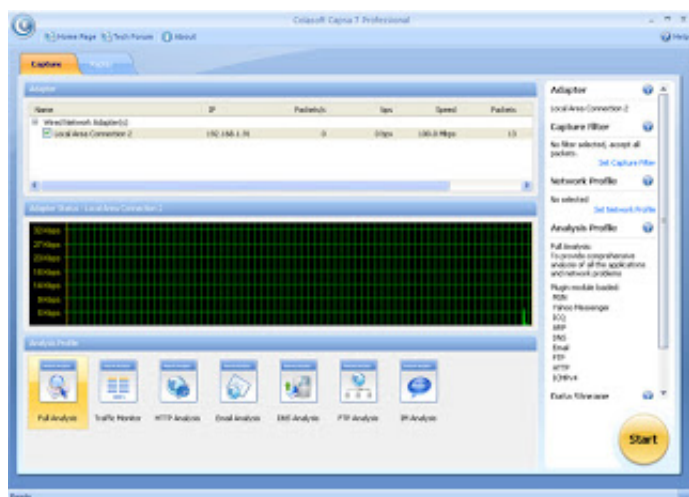 Colasoft Capsa 7 Professional
Home Page Tech Forum About
Help
Capture
Replay
Adapter
Name IP Packets/s bps Speed Packets
Wired Network Adapter(s)
Local Area Connection 2 0 0 bps 100.0 Mbps 13
Adapter Status - Local Area Connection 2
Analysis Profile
Full Analysis
Traffic Monitor
HTTP Analysis
Email Analysis
DNS Analysis
FTP Analysis
IM Analysis
Adapter
Local Area Connection 2
Capture Filter
No filter selected, accept all
packets.
Set Capture Filter
Network Profile
No selected
Set Network Profile
Analysis Profile
Full Analysis:
To provide comprehensive
analysis of all the applications
and network problems
Plugin module loaded:
MSN
Yahoo Messenger
ICQ
ARP
DNS
Email
FTP
HTTP
ICMPv4
Data Storage
Start
Ready